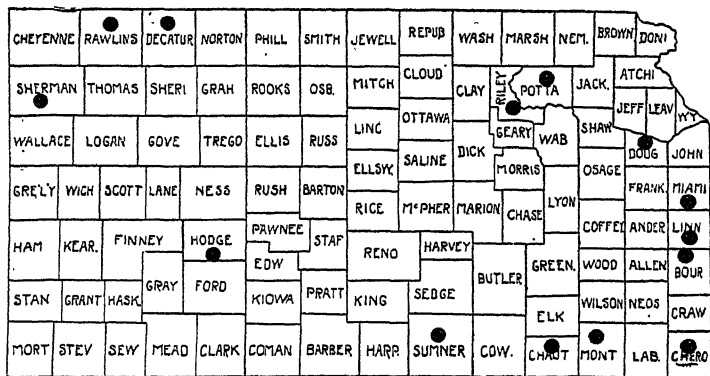 CHEYENNE RAWLINS DECATUR NORTON PHILL SMITH JEWELL REPUB WASH MARSH NEM. BROWN DONI
SHERMAN THOMAS SHERI GRAH ROOKS OSB. MITCH CLOUD CLAY RILEY POTTA JACK. ATCHI
JEFF LEAV WY
WALLACE LOGAN GOVE TREGO ELLIS RUSS LINC OTTAWA DICK GEARY WAB SHAW DOUG JOHN
GRE'LY WICH SCOTT LANE NESS RUSH BARTON ELLSW. SALINE MORRIS OSAGE FRANK. MIAMI
RICE McPHER MARION CHASE LYON COFFEY ANDER LINN
HAM KEAR. FINNEY HODGE PAWNEE STAF RENO HARVEY
EDW BUTLER GREEN. WOOD ALLEN BOUR
STAN GRANT HASK. GRAY FORD KIOWA PRATT KING SEDGE ELK WILSON NEOS CRAW
MORT STEV SEW MEAD CLARK COMAN BARBER HARP. SUMNER COW. CHAUT MONT LAB. CHERO